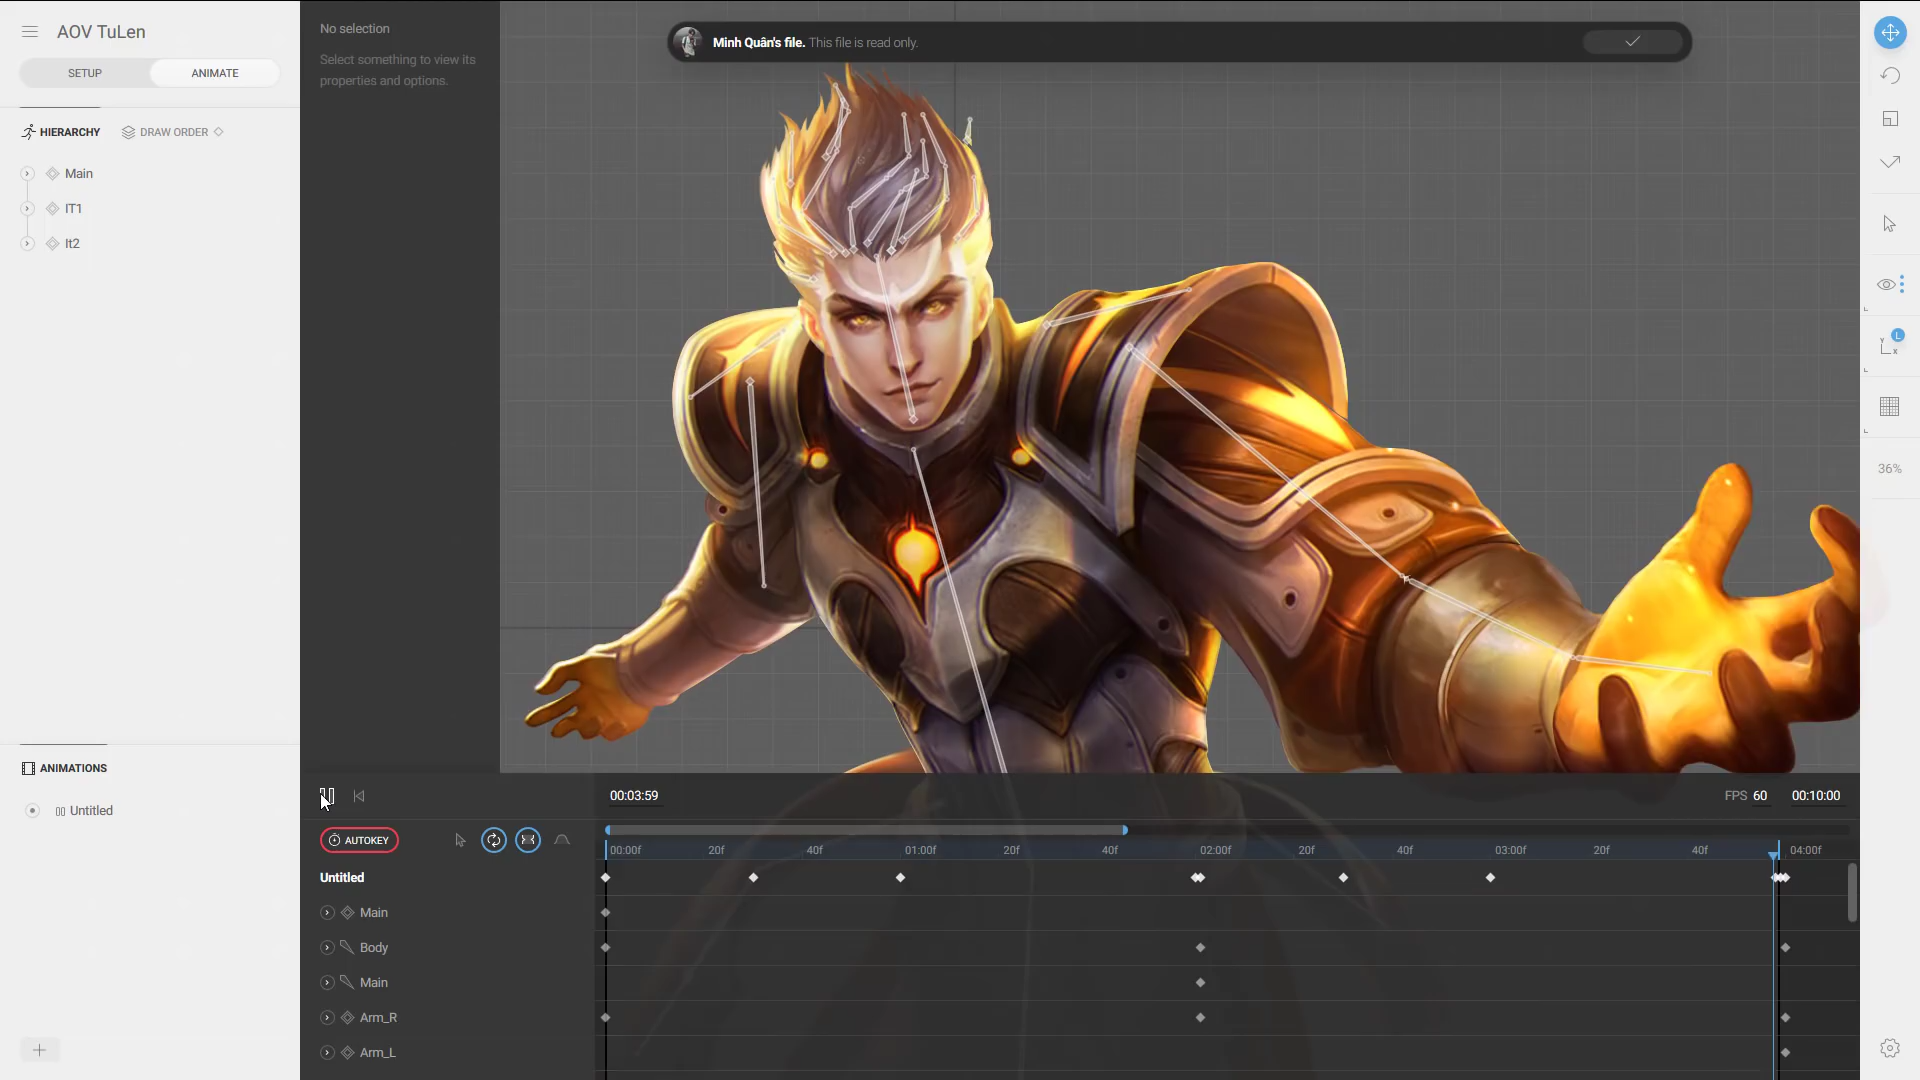 AOV TuLen
SETUP
ANIMATE
HIERARCHY
DRAW ORDER
Main
IT1
It2
No selection
Select something to view its
properties and options.
Minh Quân's file. This file is read only.
L
Y
X
36%
ANIMATIONS
Untitled
00:03:59
FPS 60
00:10:00
AUTOKEY
00:00f 20f 40f 01:00f 20f 40f 02:00f 20f 40f 03:00f 20f 40f 04:00f
Untitled
Main
Body
Main
Arm_R
Arm_L